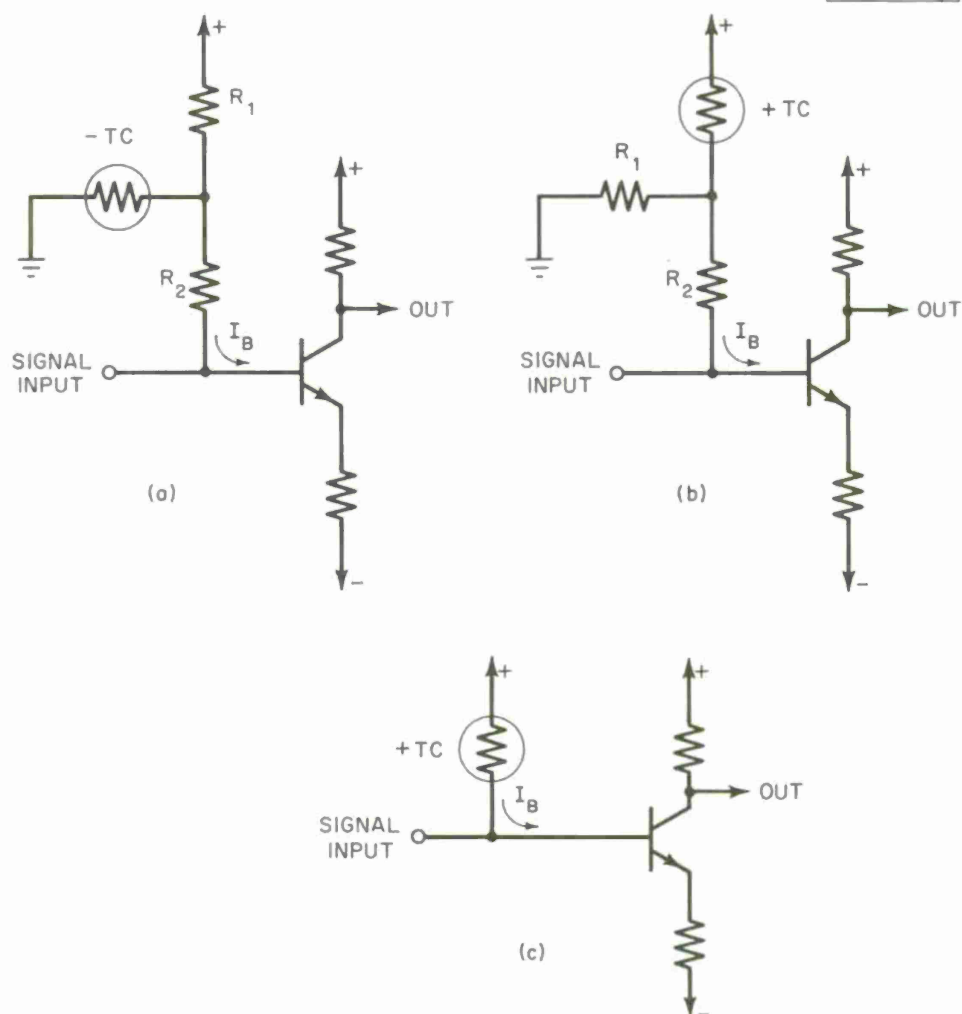 +
R1
- TC
+
R2
OUT
IB
SIGNAL
INPUT
-
(a)
+
+ TC
R1
+
R2
OUT
IB
SIGNAL
INPUT
-
(b)
+
+
+ TC
IB
OUT
SIGNAL
INPUT
-
(c)